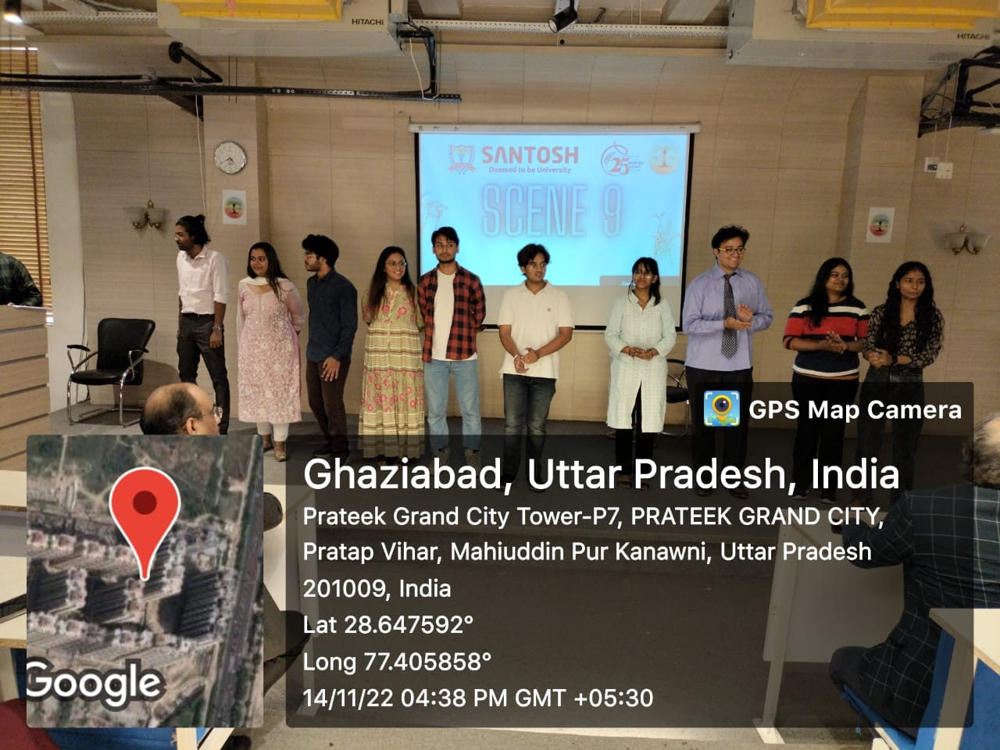 HITACHI
HITACHI
SANTOSH
Deemed to be University
25
SCENE 9
GPS Map Camera
Ghaziabad, Uttar Pradesh, India
Prateek Grand City Tower-P7, PRATEEK GRAND CITY,
Pratap Vihar, Mahiuddin Pur Kanawni, Uttar Pradesh
201009, India
Lat 28.647592°
Long 77.405858°
14/11/22 04:38 PM GMT +05:30
Google